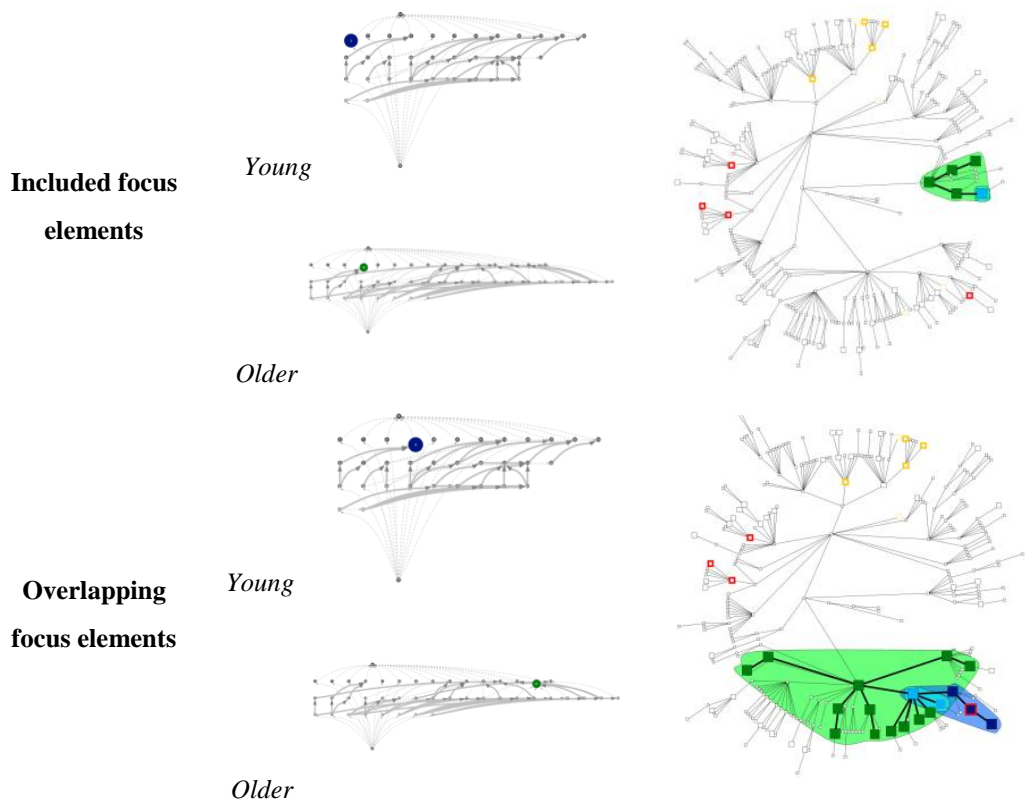 Young
Included focus
elements
Older
Young
Overlapping
focus elements
Older